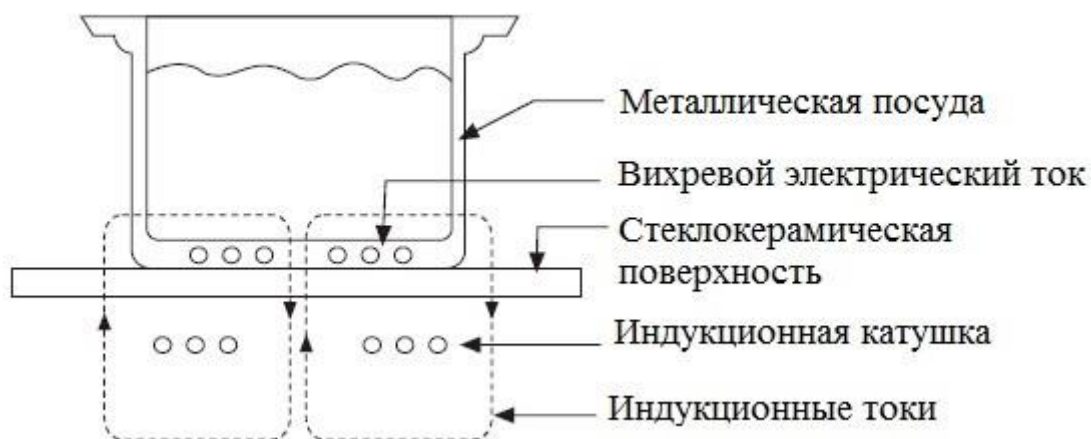 Металлическая посуда
Вихревой электрический ток
Стеклокерамическая
поверхность
Индукционная катушка
Индукционные токи